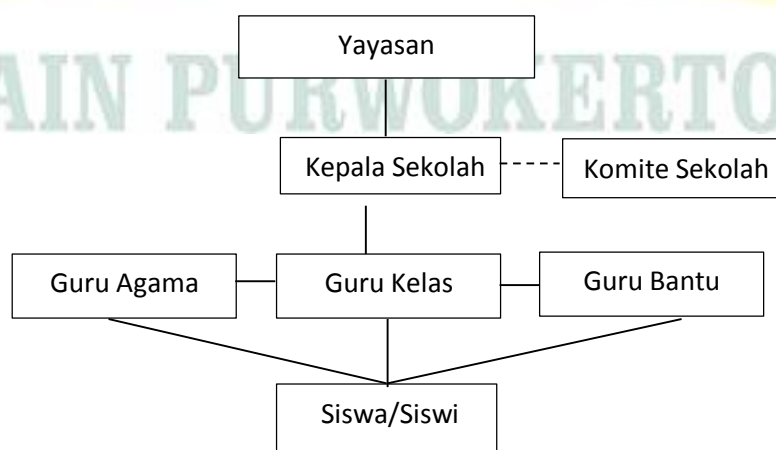 Yayasan
AIN PURWOKERTO
Kepala Sekolah
Komite Sekolah
Guru Agama
Guru Kelas
Guru Bantu
Siswa/Siswi